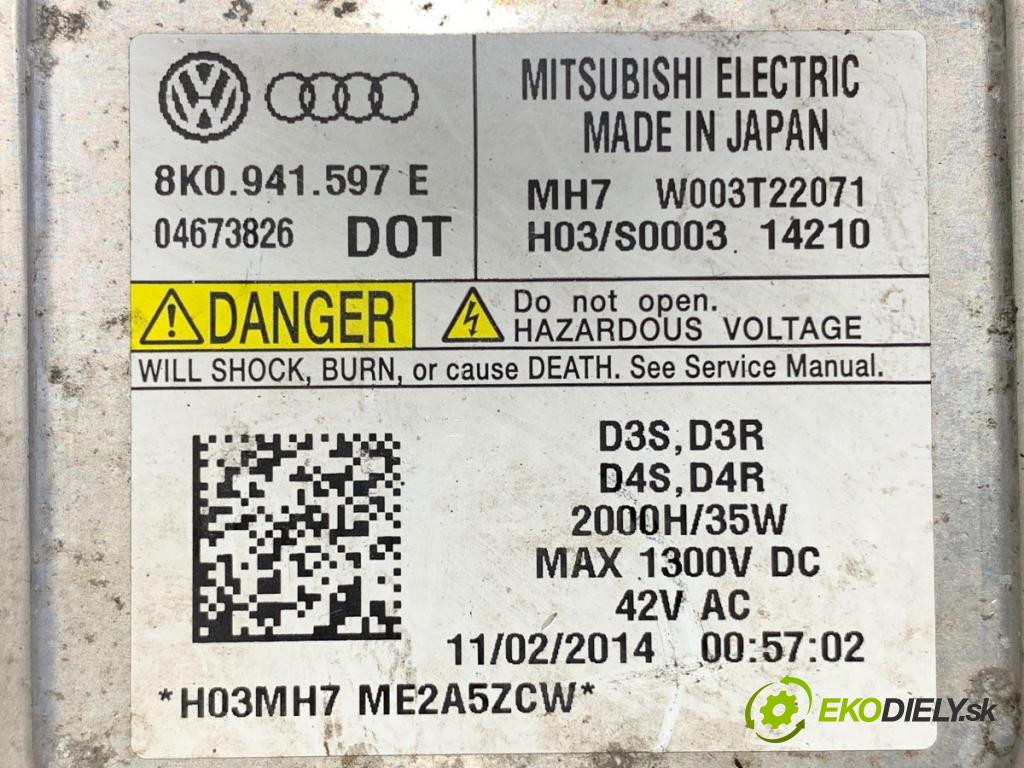 8K0.941.597 E
04673826 DOT
MITSUBISHI ELECTRIC
MADE IN JAPAN
MH7 W003T22071
H03/S0003 14210
DANGER
Do not open.
HAZARDOUS VOLTAGE
WILL SHOCK, BURN, or cause DEATH. See Service Manual.
D3S,D3R
D4S,D4R
2000H/35W
MAX 1300V DC
42V AC
11/02/2014 00:57:02
*H03MH7 ME2A5ZCW*
EKODIELY.sk